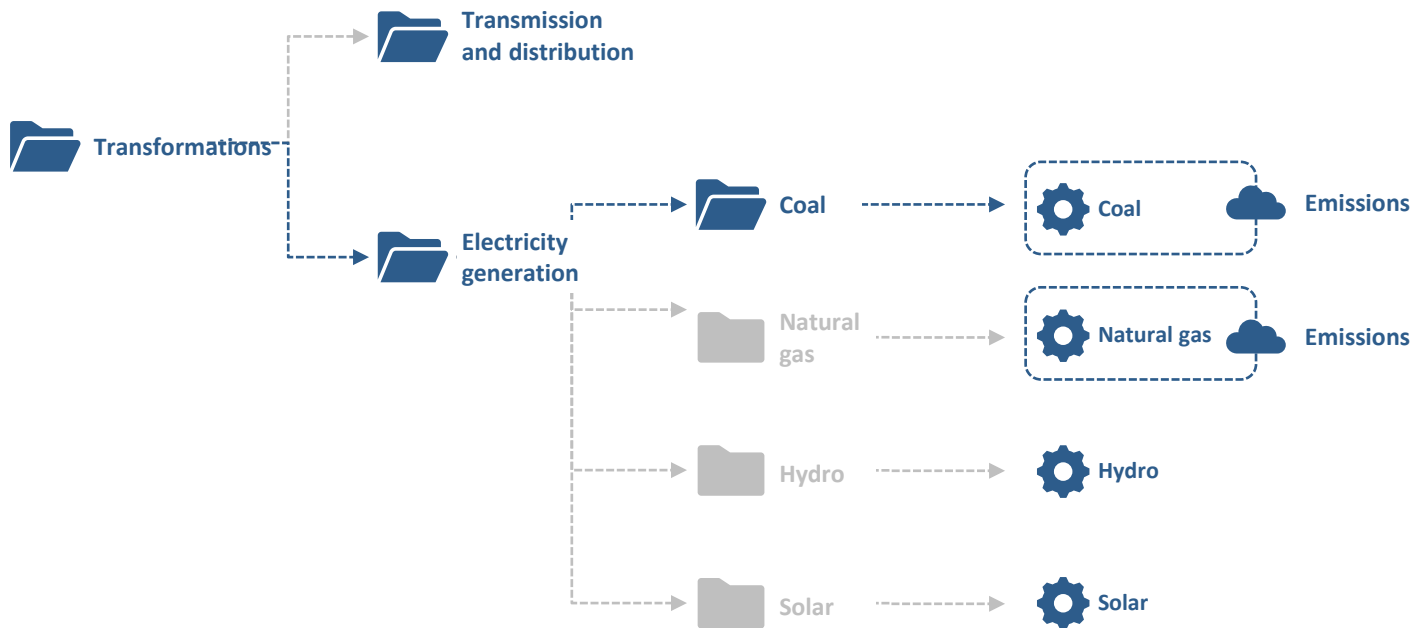 Transmission
and distribution
Transformations
Coal
Coal
Emissions
Electricity
generation
Natural
gas
Natural gas
Emissions
Hydro
Hydro
Solar
Solar